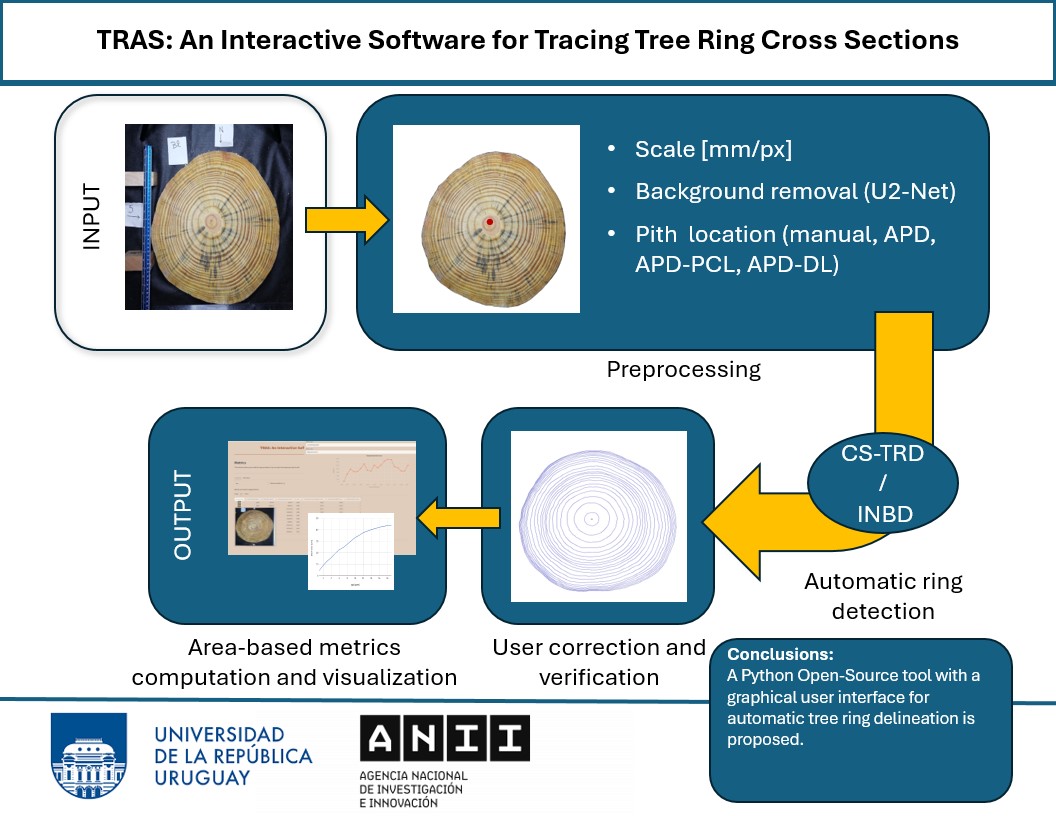 TRAS: An Interactive Software for Tracing Tree Ring Cross Sections
INPUT
S
• Scale [mm/px]
• Background removal (U2-Net)
• Pith location (manual, APD,
APD-PCL, APD-DL)
Preprocessing
CS-TRD
/
INBD
Automatic ring
detection
User correction and
verification
OUTPUT
Area-based metrics
computation and visualization
Conclusions:
A Python Open-Source tool with a
graphical user interface for
automatic tree ring delineation is
proposed.
UNIVERSIDAD
DE LA REPÚBLICA
URUGUAY
ANII
AGENCIA NACIONAL
DE INVESTIGACIÓN
E INNOVACIÓN